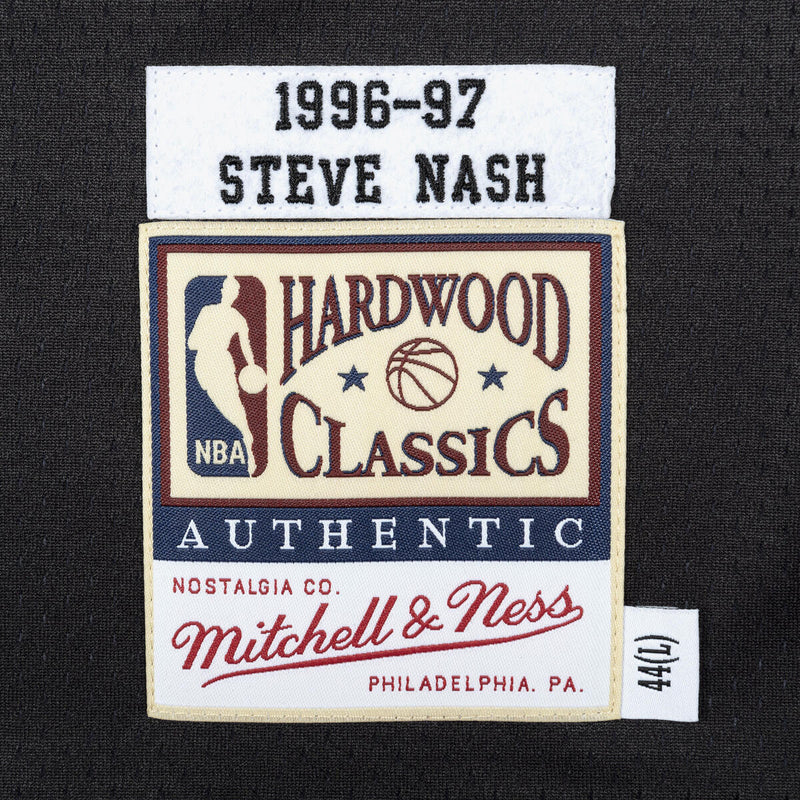 1996-97
STEVE NASH
HARDWOOD
CLASSICS
NBA
AUTHENTIC
NOSTALGIA CO.
Mitchell & Ness
PHILADELPHIA. PA.
44(L)